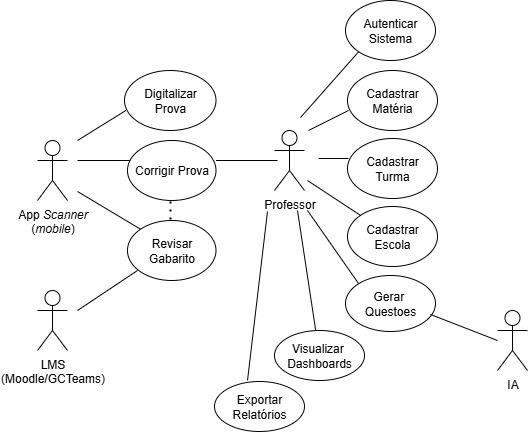 Autenticar
Sistema
Digitalizar
Prova
Cadastrar
Matéria
Corrigir Prova
Cadastrar
Turma
App Scanner
(mobile)
Professor
Revisar
Gabarito
Cadastrar
Escola
Gerar
Questoes
LMS
(Moodle/GCTeams)
Visualizar
Dashboards
IA
Exportar
Relatórios